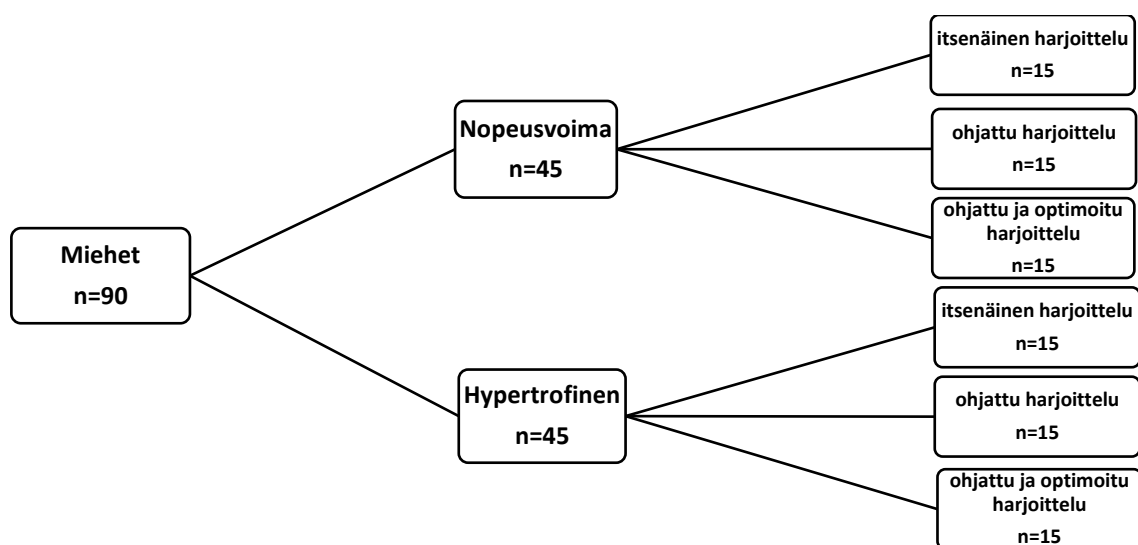 Miehet
n=90
Nopeusvoima
n=45
itsenäinen harjoittelu
n=15
ohjattu harjoittelu
n=15
ohjattu ja optimoitu
harjoittelu
n=15
Hypertrofinen
n=45
itsenäinen harjoittelu
n=15
ohjattu harjoittelu
n=15
ohjattu ja optimoitu
harjoittelu
n=15